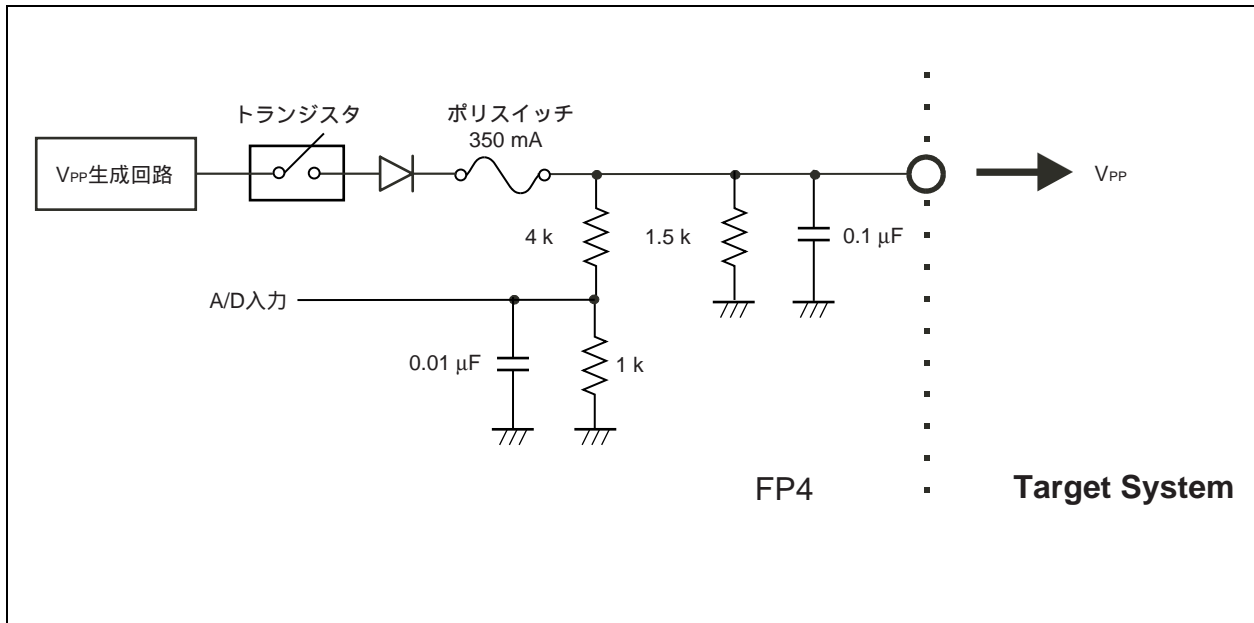 トランジスタ
ポリスイッチ
350 mA
VPP生成回路
VPP
4 k
1.5 k
0.1 μF
A/D入力
0.01 μF
1 k
FP4
Target System